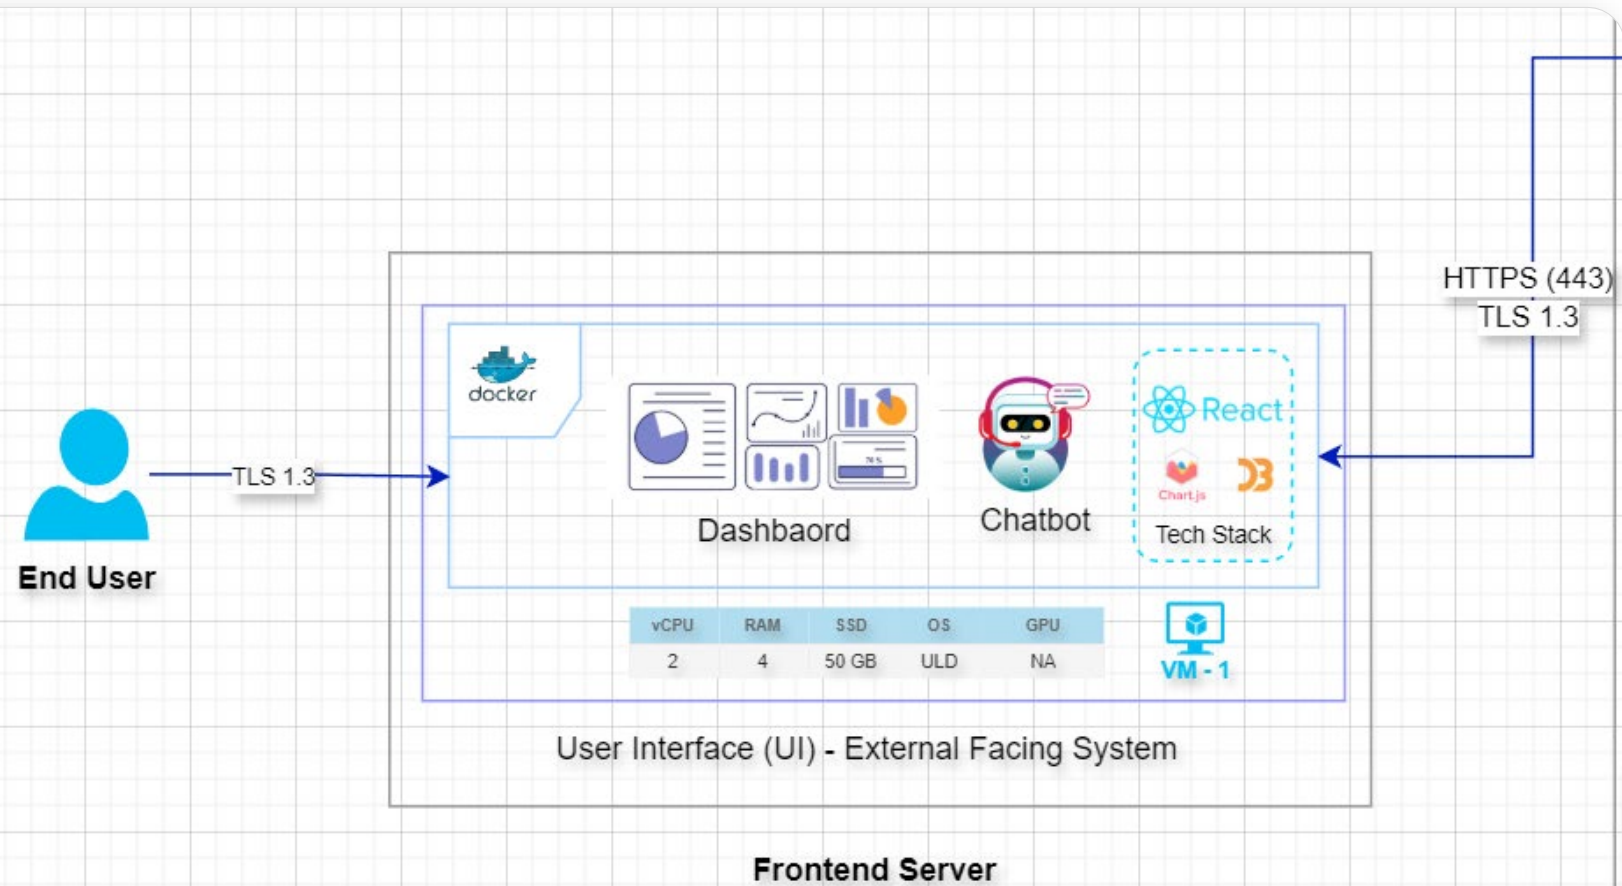 HTTPS (443)
TLS 1.3
docker
React
Chart.js
Tech Stack
76 %
Dashbaord
Chatbot
TLS 1.3
End User
vCPU RAM SSD OS GPU
2 4 50 GB ULD NA
VM - 1
User Interface (UI) - External Facing System
Frontend Server